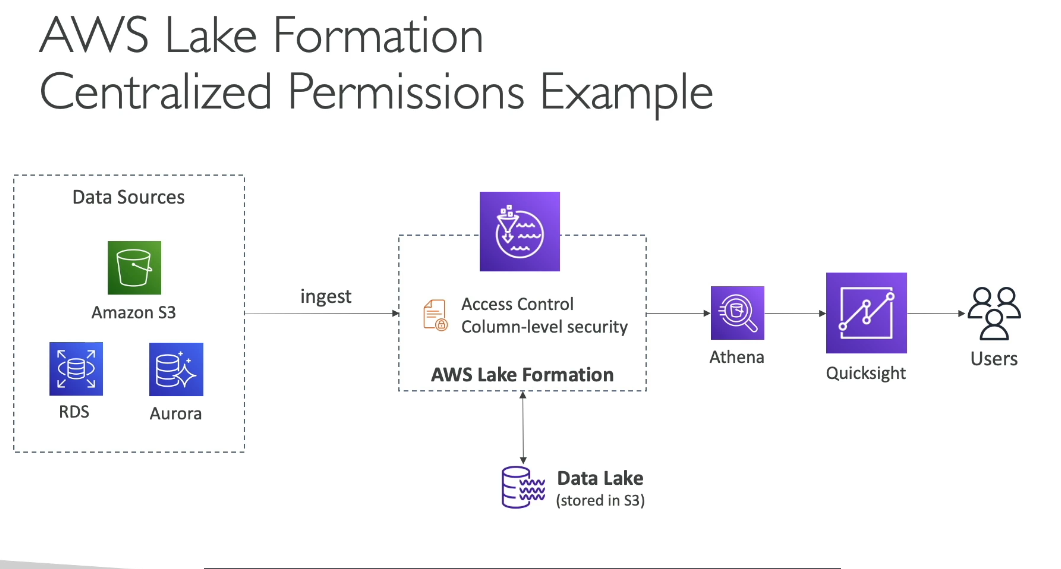 AWS Lake Formation
Centralized Permissions Example
Data Sources
Amazon S3
RDS
Aurora
ingest
Access Control
Column-level security
AWS Lake Formation
Data Lake
(stored in S3)
Athena
Quicksight
Users